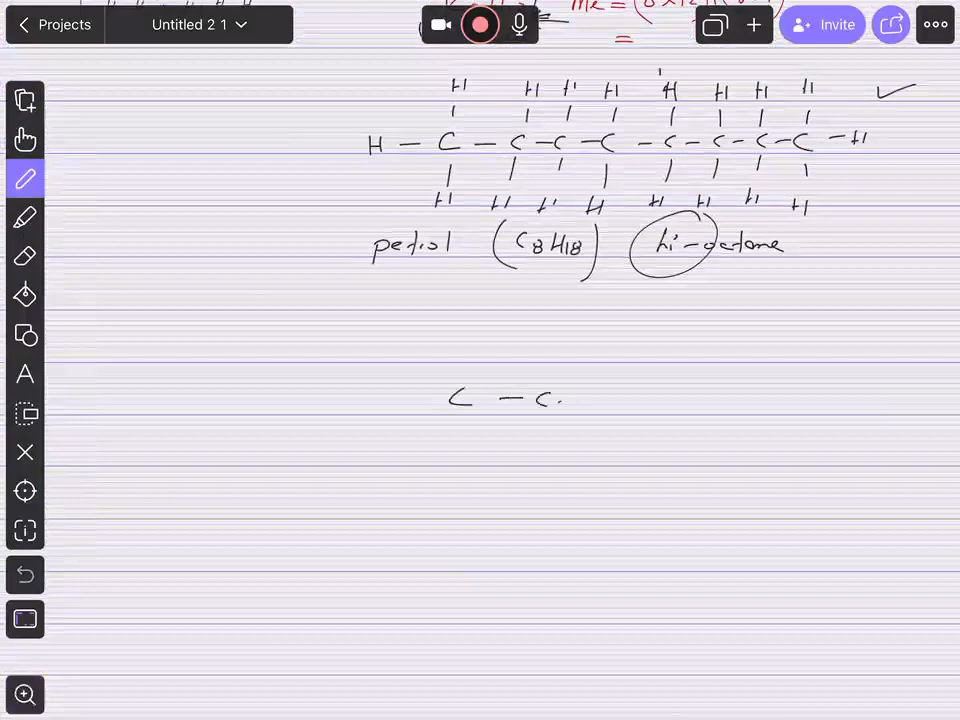 Projects
Untitled 2 1
Invite
H H H H H H H H
H — C — C — C — C — C — C — C — C — H
H H H H H H H H
petrol (C8H18) octane
C — C
A